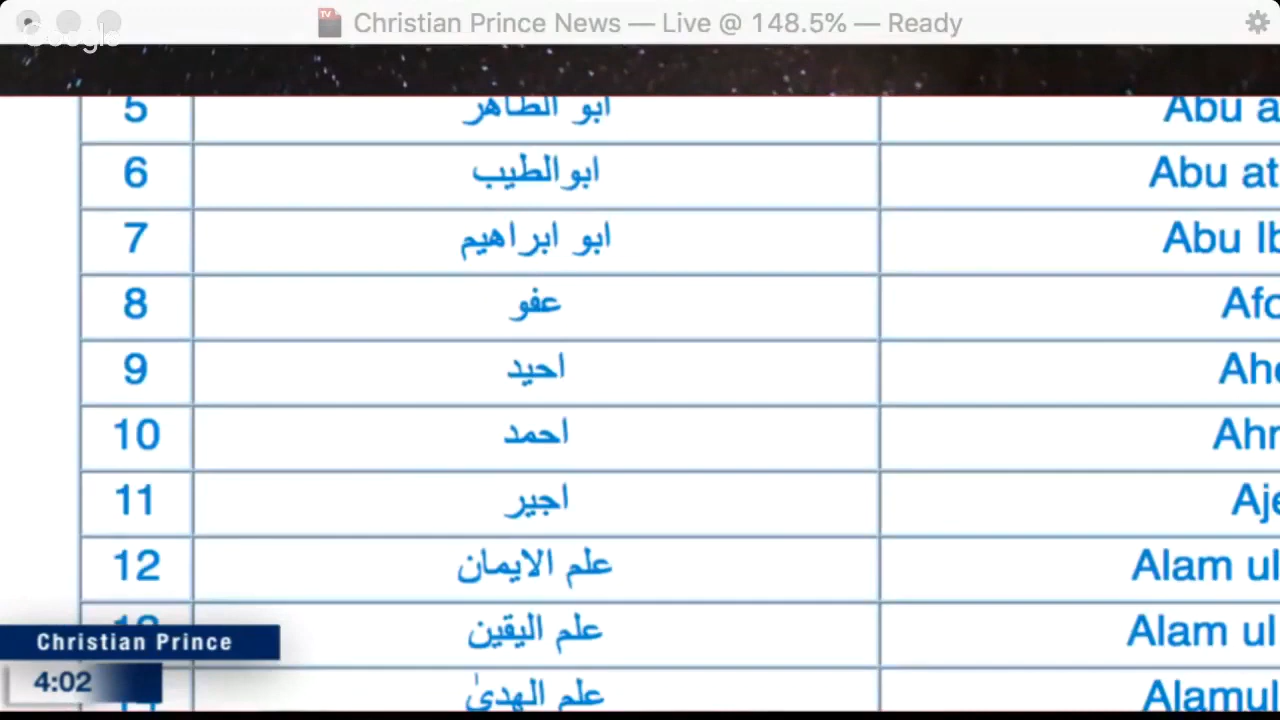 Christian Prince News — Live @ 148.5% — Ready
Google
5 ابو الطاهر Abu a
6 ابوالطيب Abu at
7 ابو ابراهيم Abu Ib
8 عفو Afo
9 احيد Ahe
10 احمد Ahm
11 اجير Aje
12 علم الايمان Alam ul
13 علم اليقين Alam ul
علم الهدىٰ Alamul
Christian Prince
4:02